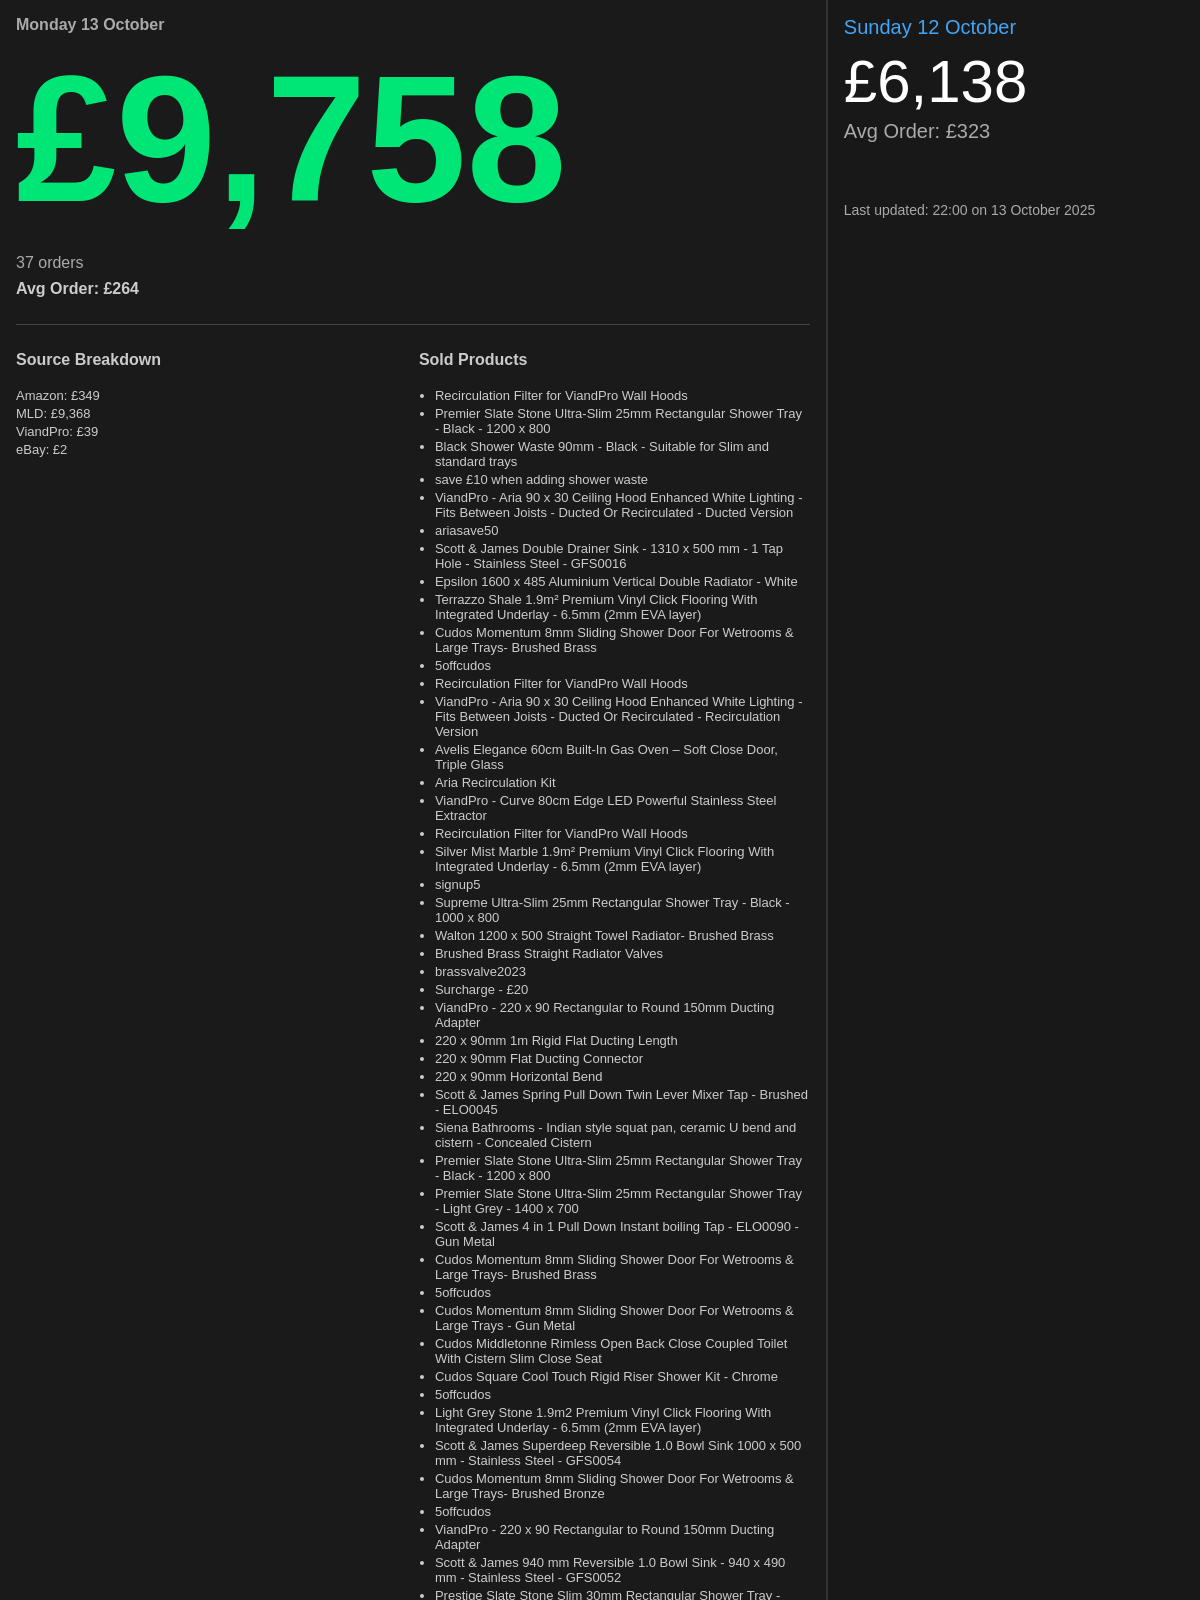 Monday 13 October
£9,758
37 orders
Avg Order: £264
Source Breakdown
Amazon: £349
MLD: £9,368
ViandPro: £39
eBay: £2
Sold Products
• Recirculation Filter for ViandPro Wall Hoods
• Premier Slate Stone Ultra-Slim 25mm Rectangular Shower Tray
- Black - 1200 x 800
• Black Shower Waste 90mm - Black - Suitable for Slim and
standard trays
• save £10 when adding shower waste
• ViandPro - Aria 90 x 30 Ceiling Hood Enhanced White Lighting -
Fits Between Joists - Ducted Or Recirculated - Ducted Version
• ariasave50
• Scott & James Double Drainer Sink - 1310 x 500 mm - 1 Tap
Hole - Stainless Steel - GFS0016
• Epsilon 1600 x 485 Aluminium Vertical Double Radiator - White
• Terrazzo Shale 1.9m² Premium Vinyl Click Flooring With
Integrated Underlay - 6.5mm (2mm EVA layer)
• Cudos Momentum 8mm Sliding Shower Door For Wetrooms &
Large Trays- Brushed Brass
• 5offcudos
• Recirculation Filter for ViandPro Wall Hoods
• ViandPro - Aria 90 x 30 Ceiling Hood Enhanced White Lighting -
Fits Between Joists - Ducted Or Recirculated - Recirculation
Version
• Avelis Elegance 60cm Built-In Gas Oven – Soft Close Door,
Triple Glass
• Aria Recirculation Kit
• ViandPro - Curve 80cm Edge LED Powerful Stainless Steel
Extractor
• Recirculation Filter for ViandPro Wall Hoods
• Silver Mist Marble 1.9m² Premium Vinyl Click Flooring With
Integrated Underlay - 6.5mm (2mm EVA layer)
• signup5
• Supreme Ultra-Slim 25mm Rectangular Shower Tray - Black -
1000 x 800
• Walton 1200 x 500 Straight Towel Radiator- Brushed Brass
• Brushed Brass Straight Radiator Valves
• brassvalve2023
• Surcharge - £20
• ViandPro - 220 x 90 Rectangular to Round 150mm Ducting
Adapter
• 220 x 90mm 1m Rigid Flat Ducting Length
• 220 x 90mm Flat Ducting Connector
• 220 x 90mm Horizontal Bend
• Scott & James Spring Pull Down Twin Lever Mixer Tap - Brushed
- ELO0045
• Siena Bathrooms - Indian style squat pan, ceramic U bend and
cistern - Concealed Cistern
• Premier Slate Stone Ultra-Slim 25mm Rectangular Shower Tray
- Black - 1200 x 800
• Premier Slate Stone Ultra-Slim 25mm Rectangular Shower Tray
- Light Grey - 1400 x 700
• Scott & James 4 in 1 Pull Down Instant boiling Tap - ELO0090 -
Gun Metal
• Cudos Momentum 8mm Sliding Shower Door For Wetrooms &
Large Trays- Brushed Brass
• 5offcudos
• Cudos Momentum 8mm Sliding Shower Door For Wetrooms &
Large Trays - Gun Metal
• Cudos Middletonne Rimless Open Back Close Coupled Toilet
With Cistern Slim Close Seat
• Cudos Square Cool Touch Rigid Riser Shower Kit - Chrome
• 5offcudos
• Light Grey Stone 1.9m2 Premium Vinyl Click Flooring With
Integrated Underlay - 6.5mm (2mm EVA layer)
• Scott & James Superdeep Reversible 1.0 Bowl Sink 1000 x 500
mm - Stainless Steel - GFS0054
• Cudos Momentum 8mm Sliding Shower Door For Wetrooms &
Large Trays- Brushed Bronze
• 5offcudos
• ViandPro - 220 x 90 Rectangular to Round 150mm Ducting
Adapter
• Scott & James 940 mm Reversible 1.0 Bowl Sink - 940 x 490
mm - Stainless Steel - GFS0052
• Prestige Slate Stone Slim 30mm Rectangular Shower Tray -
Sunday 12 October
£6,138
Avg Order: £323
Last updated: 22:00 on 13 October 2025